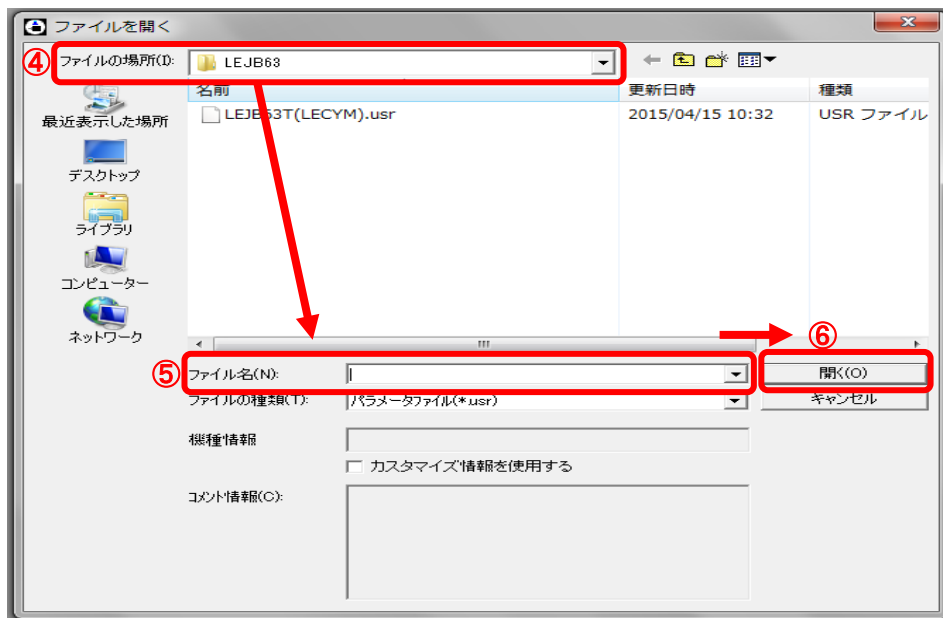 ファイルを開く
④ ファイルの場所(I): LEJB63
名前 更新日時 種類
LEJB63T(LECYM).usr 2015/04/15 10:32 USR ファイル
最近表示した場所
デスクトップ
ライブラリ
コンピューター
ネットワーク
⑥
⑤ ファイル名(N): 開く(O)
ファイルの種類(T): パラメータファイル(*.usr) キャンセル
機種情報
カスタマイズ情報を使用する
コメント情報(C):